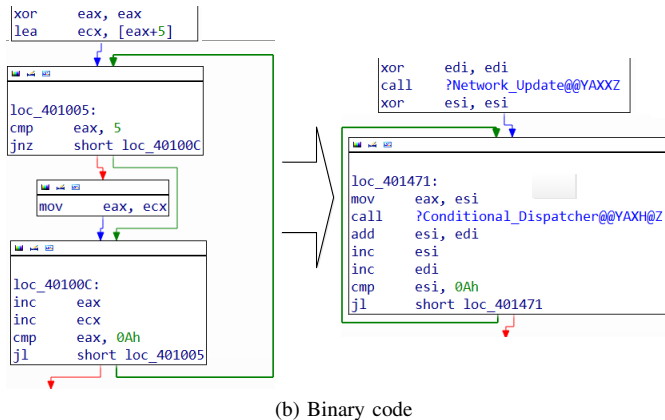 xor eax, eax
lea ecx, [eax+5]
loc_401005:
cmp eax, 5
jnz short loc_40100C
mov eax, ecx
loc_40100C:
inc eax
inc ecx
cmp eax, 0Ah
jl short loc_401005
xor edi, edi
call ?Network_Update@@YAXXZ
xor esi, esi
loc_401471:
mov eax, esi
call ?Conditional_Dispatcher@@YAXH@Z
add esi, edi
inc esi
inc edi
cmp esi, 0Ah
jl short loc_401471
(b) Binary code